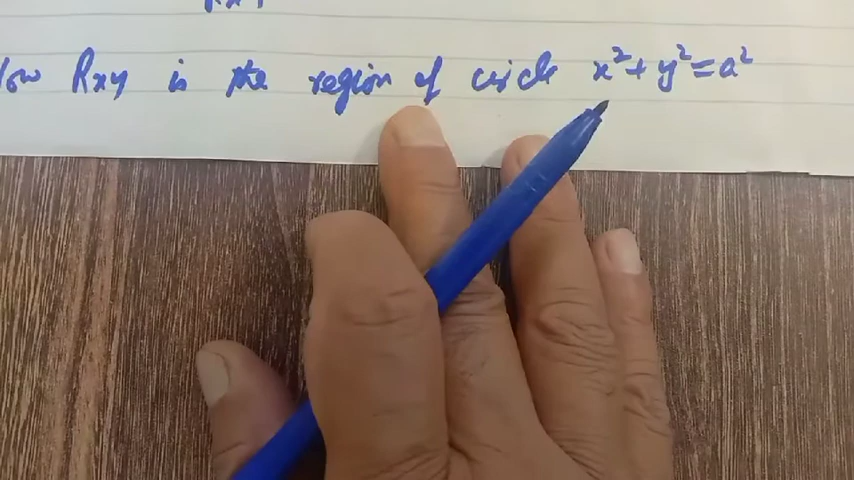 Rxy is the region of circle x² + y² = a²